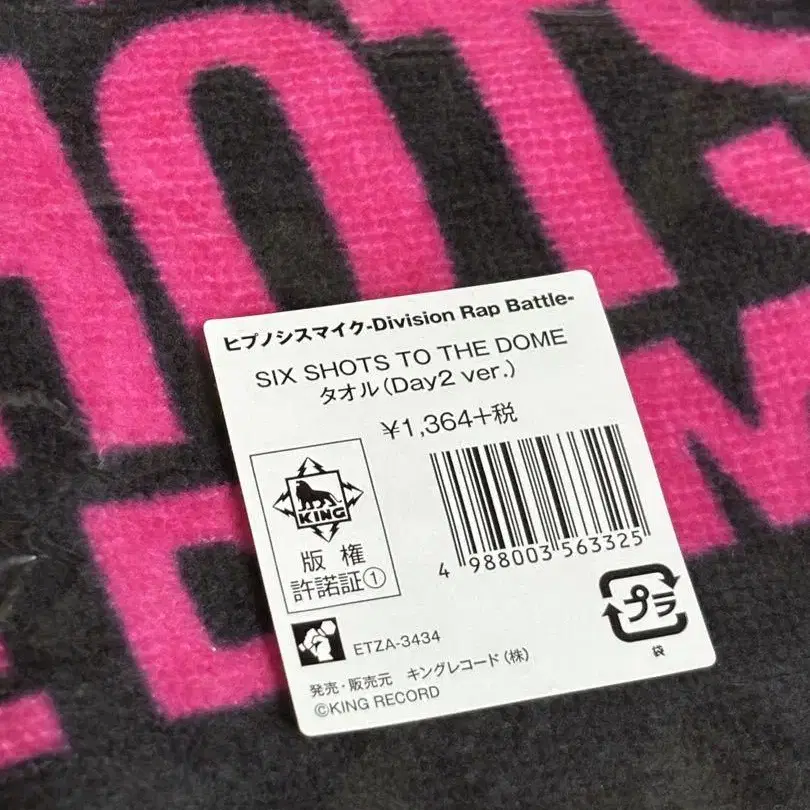 HOTS
E DOM
ヒプノシスマイク-Division Rap Battle-
SIX SHOTS TO THE DOME
タオル(Day2 ver.)
¥1,364+税
KING
版権
許諾証①
4 988003 563325
プラ
袋
ETZA-3434
発売・販売元 キングレコード(株)
©KING RECORD